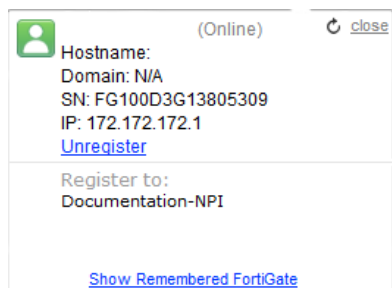 (Online)
close
Hostname:
Domain: N/A
SN: FG100D3G13805309
IP: 172.172.172.1
Unregister
Register to:
Documentation-NPI
Show Remembered FortiGate